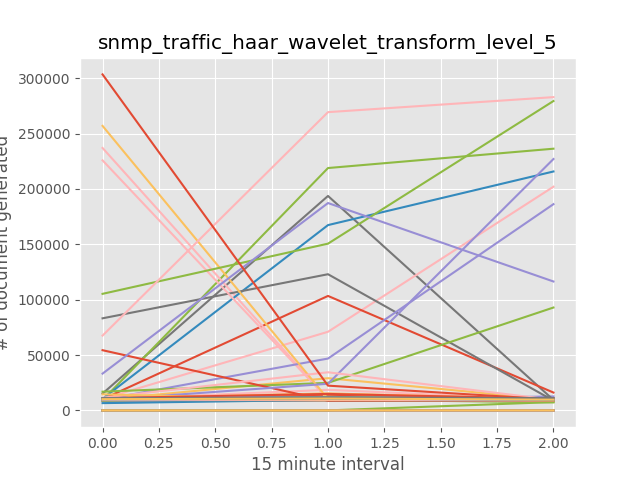 snmp_traffic_haar_wavelet_transform_level_5
# of document generated
300000
250000
200000
150000
100000
50000
0
0.00 0.25 0.50 0.75 1.00 1.25 1.50 1.75 2.00
15 minute interval